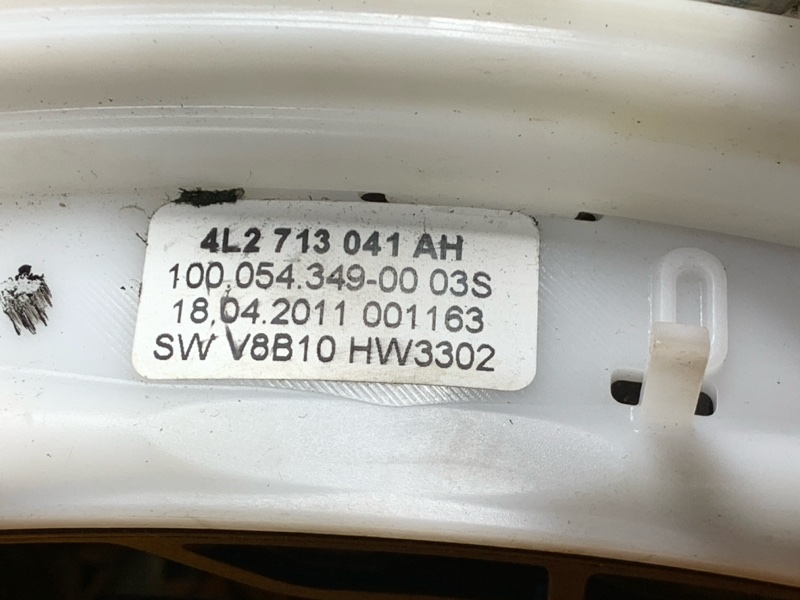 4L2 713 041 AH
100.054.349-00 03S
18.04.2011 001163
SW V8B10 HW3302